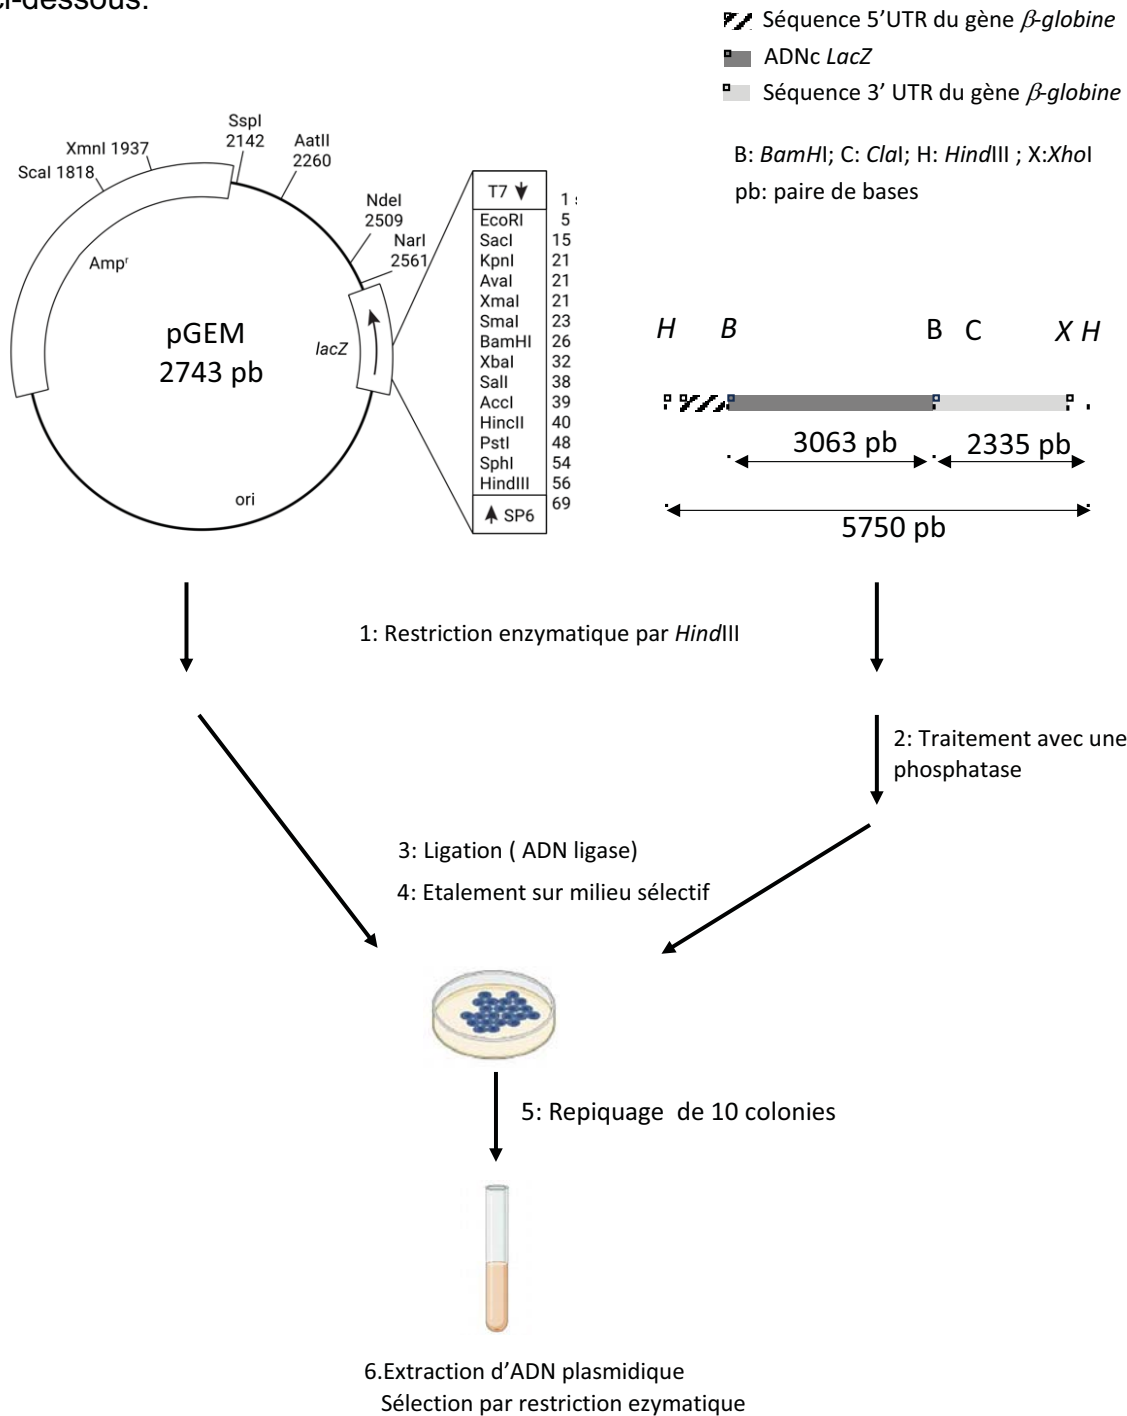 ci-dessous:
Séquence 5'UTR du gène β-globine
ADNc LacZ
Séquence 3' UTR du gène β-globine
B: BamHI; C: ClaI; H: HindIII ; X:XhoI
pb: paire de bases
ScaI 1818
XmnI 1937
SspI
2142
AatII
2260
NdeI
2509
NarI
2561
Ampʳ
pGEM
2743 pb
lacZ
ori
T7 1
EcoRI 5
SacI 15
KpnI 21
AvaI 21
XmaI 21
SmaI 23
BamHI 26
XbaI 32
SalI 38
AccI 39
HincII 40
PstI 48
SphI 54
HindIII 56
SP6 69
H B B C X H
3063 pb 2335 pb
5750 pb
1: Restriction enzymatique par HindIII
2: Traitement avec une
phosphatase
3: Ligation ( ADN ligase)
4: Etalement sur milieu sélectif
5: Repiquage de 10 colonies
6.Extraction d'ADN plasmidique
Sélection par restriction ezymatique